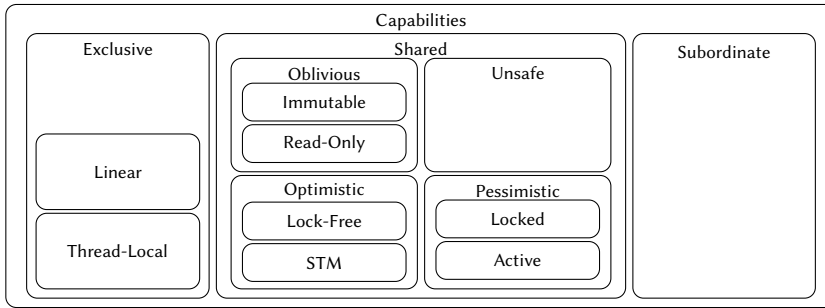 Capabilities
Exclusive
Linear
Thread-Local
Shared
Oblivious
Immutable
Read-Only
Unsafe
Optimistic
Lock-Free
STM
Pessimistic
Locked
Active
Subordinate